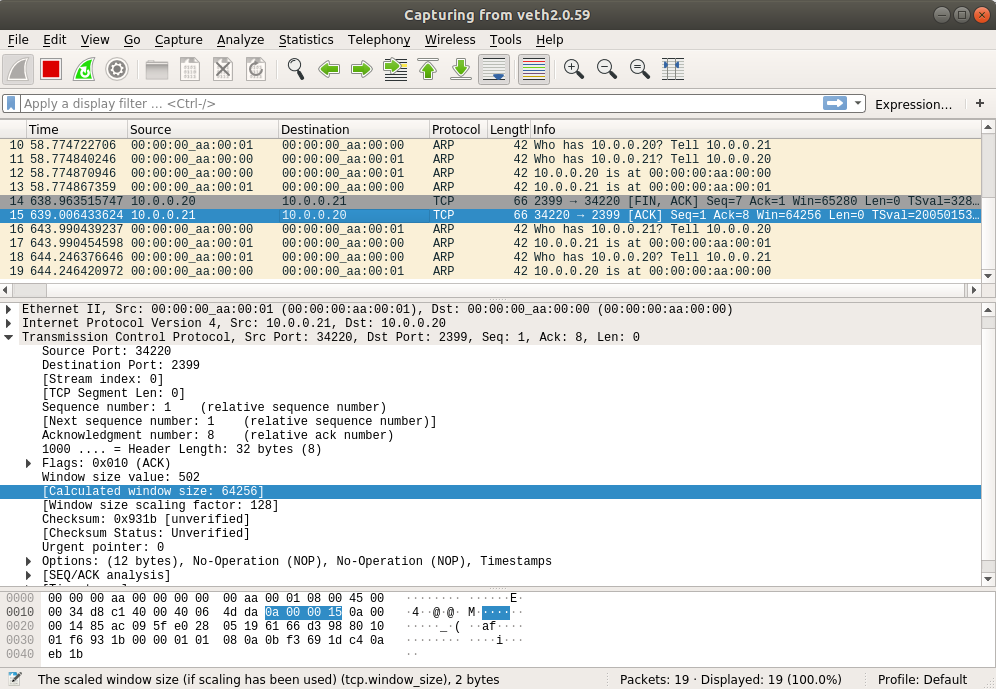 Capturing from veth2.0.59
File Edit View Go Capture Analyze Statistics Telephony Wireless Tools Help
Apply a display filter ... <Ctrl-/> Expression... +
Time Source Destination Protocol Length Info
10 58.774722706 00:00:00_aa:00:01 00:00:00_aa:00:00 ARP 42 Who has 10.0.0.20? Tell 10.0.0.21
11 58.774840246 00:00:00_aa:00:00 00:00:00_aa:00:01 ARP 42 Who has 10.0.0.21? Tell 10.0.0.20
12 58.774870946 00:00:00_aa:00:00 00:00:00_aa:00:01 ARP 42 10.0.0.20 is at 00:00:00:aa:00:00
13 58.774867359 00:00:00_aa:00:01 00:00:00_aa:00:00 ARP 42 10.0.0.21 is at 00:00:00:aa:00:01
14 638.963515747 10.0.0.20 10.0.0.21 TCP 66 2399 → 34220 [FIN, ACK] Seq=7 Ack=1 Win=65280 Len=0 TSval=328…
15 639.006433624 10.0.0.21 10.0.0.20 TCP 66 34220 → 2399 [ACK] Seq=1 Ack=8 Win=64256 Len=0 TSval=20050153…
16 643.990439237 00:00:00_aa:00:00 00:00:00_aa:00:01 ARP 42 Who has 10.0.0.21? Tell 10.0.0.20
17 643.990454598 00:00:00_aa:00:01 00:00:00_aa:00:00 ARP 42 10.0.0.21 is at 00:00:00:aa:00:01
18 644.246376646 00:00:00_aa:00:01 00:00:00_aa:00:00 ARP 42 Who has 10.0.0.20? Tell 10.0.0.21
19 644.246420972 00:00:00_aa:00:00 00:00:00_aa:00:01 ARP 42 10.0.0.20 is at 00:00:00:aa:00:00
Ethernet II, Src: 00:00:00_aa:00:01 (00:00:00:aa:00:01), Dst: 00:00:00_aa:00:00 (00:00:00:aa:00:00)
Internet Protocol Version 4, Src: 10.0.0.21, Dst: 10.0.0.20
Transmission Control Protocol, Src Port: 34220, Dst Port: 2399, Seq: 1, Ack: 8, Len: 0
Source Port: 34220
Destination Port: 2399
[Stream index: 0]
[TCP Segment Len: 0]
Sequence number: 1 (relative sequence number)
[Next sequence number: 1 (relative sequence number)]
Acknowledgment number: 8 (relative ack number)
1000 .... = Header Length: 32 bytes (8)
Flags: 0x010 (ACK)
Window size value: 502
[Calculated window size: 64256]
[Window size scaling factor: 128]
Checksum: 0x931b [unverified]
[Checksum Status: Unverified]
Urgent pointer: 0
Options: (12 bytes), No-Operation (NOP), No-Operation (NOP), Timestamps
[SEQ/ACK analysis]
0000 00 00 00 aa 00 00 00 00 00 aa 00 01 08 00 45 00 ········ ······E·
0010 00 34 d8 c1 40 00 40 06 4d da 0a 00 00 15 0a 00 ·4··@·@· M·······
0020 00 14 85 ac 09 5f e0 28 05 19 61 66 d3 98 80 10 ·····_·( ··af····
0030 01 f6 93 1b 00 00 01 01 08 0a 0b f3 69 1d c4 0a ········ ····i···
0040 eb 1b ··
The scaled window size (if scaling has been used) (tcp.window_size), 2 bytes Packets: 19 · Displayed: 19 (100.0%) Profile: Default